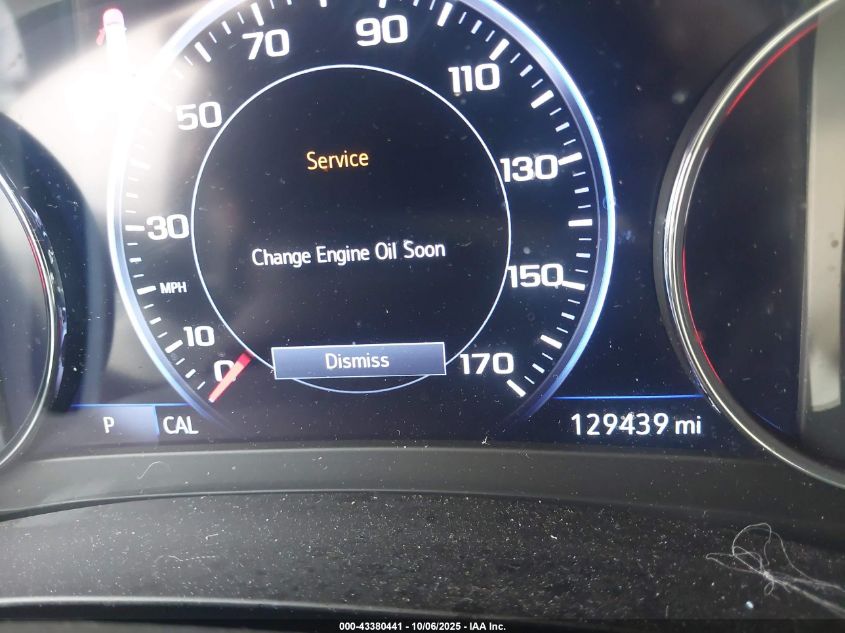 90
70
110
50
Service
130
30
Change Engine Oil Soon
150
MPH
10
Dismiss
0
170
P
CAL
129439 mi
000-43380441 - 10/06/2025 - IAA Inc.